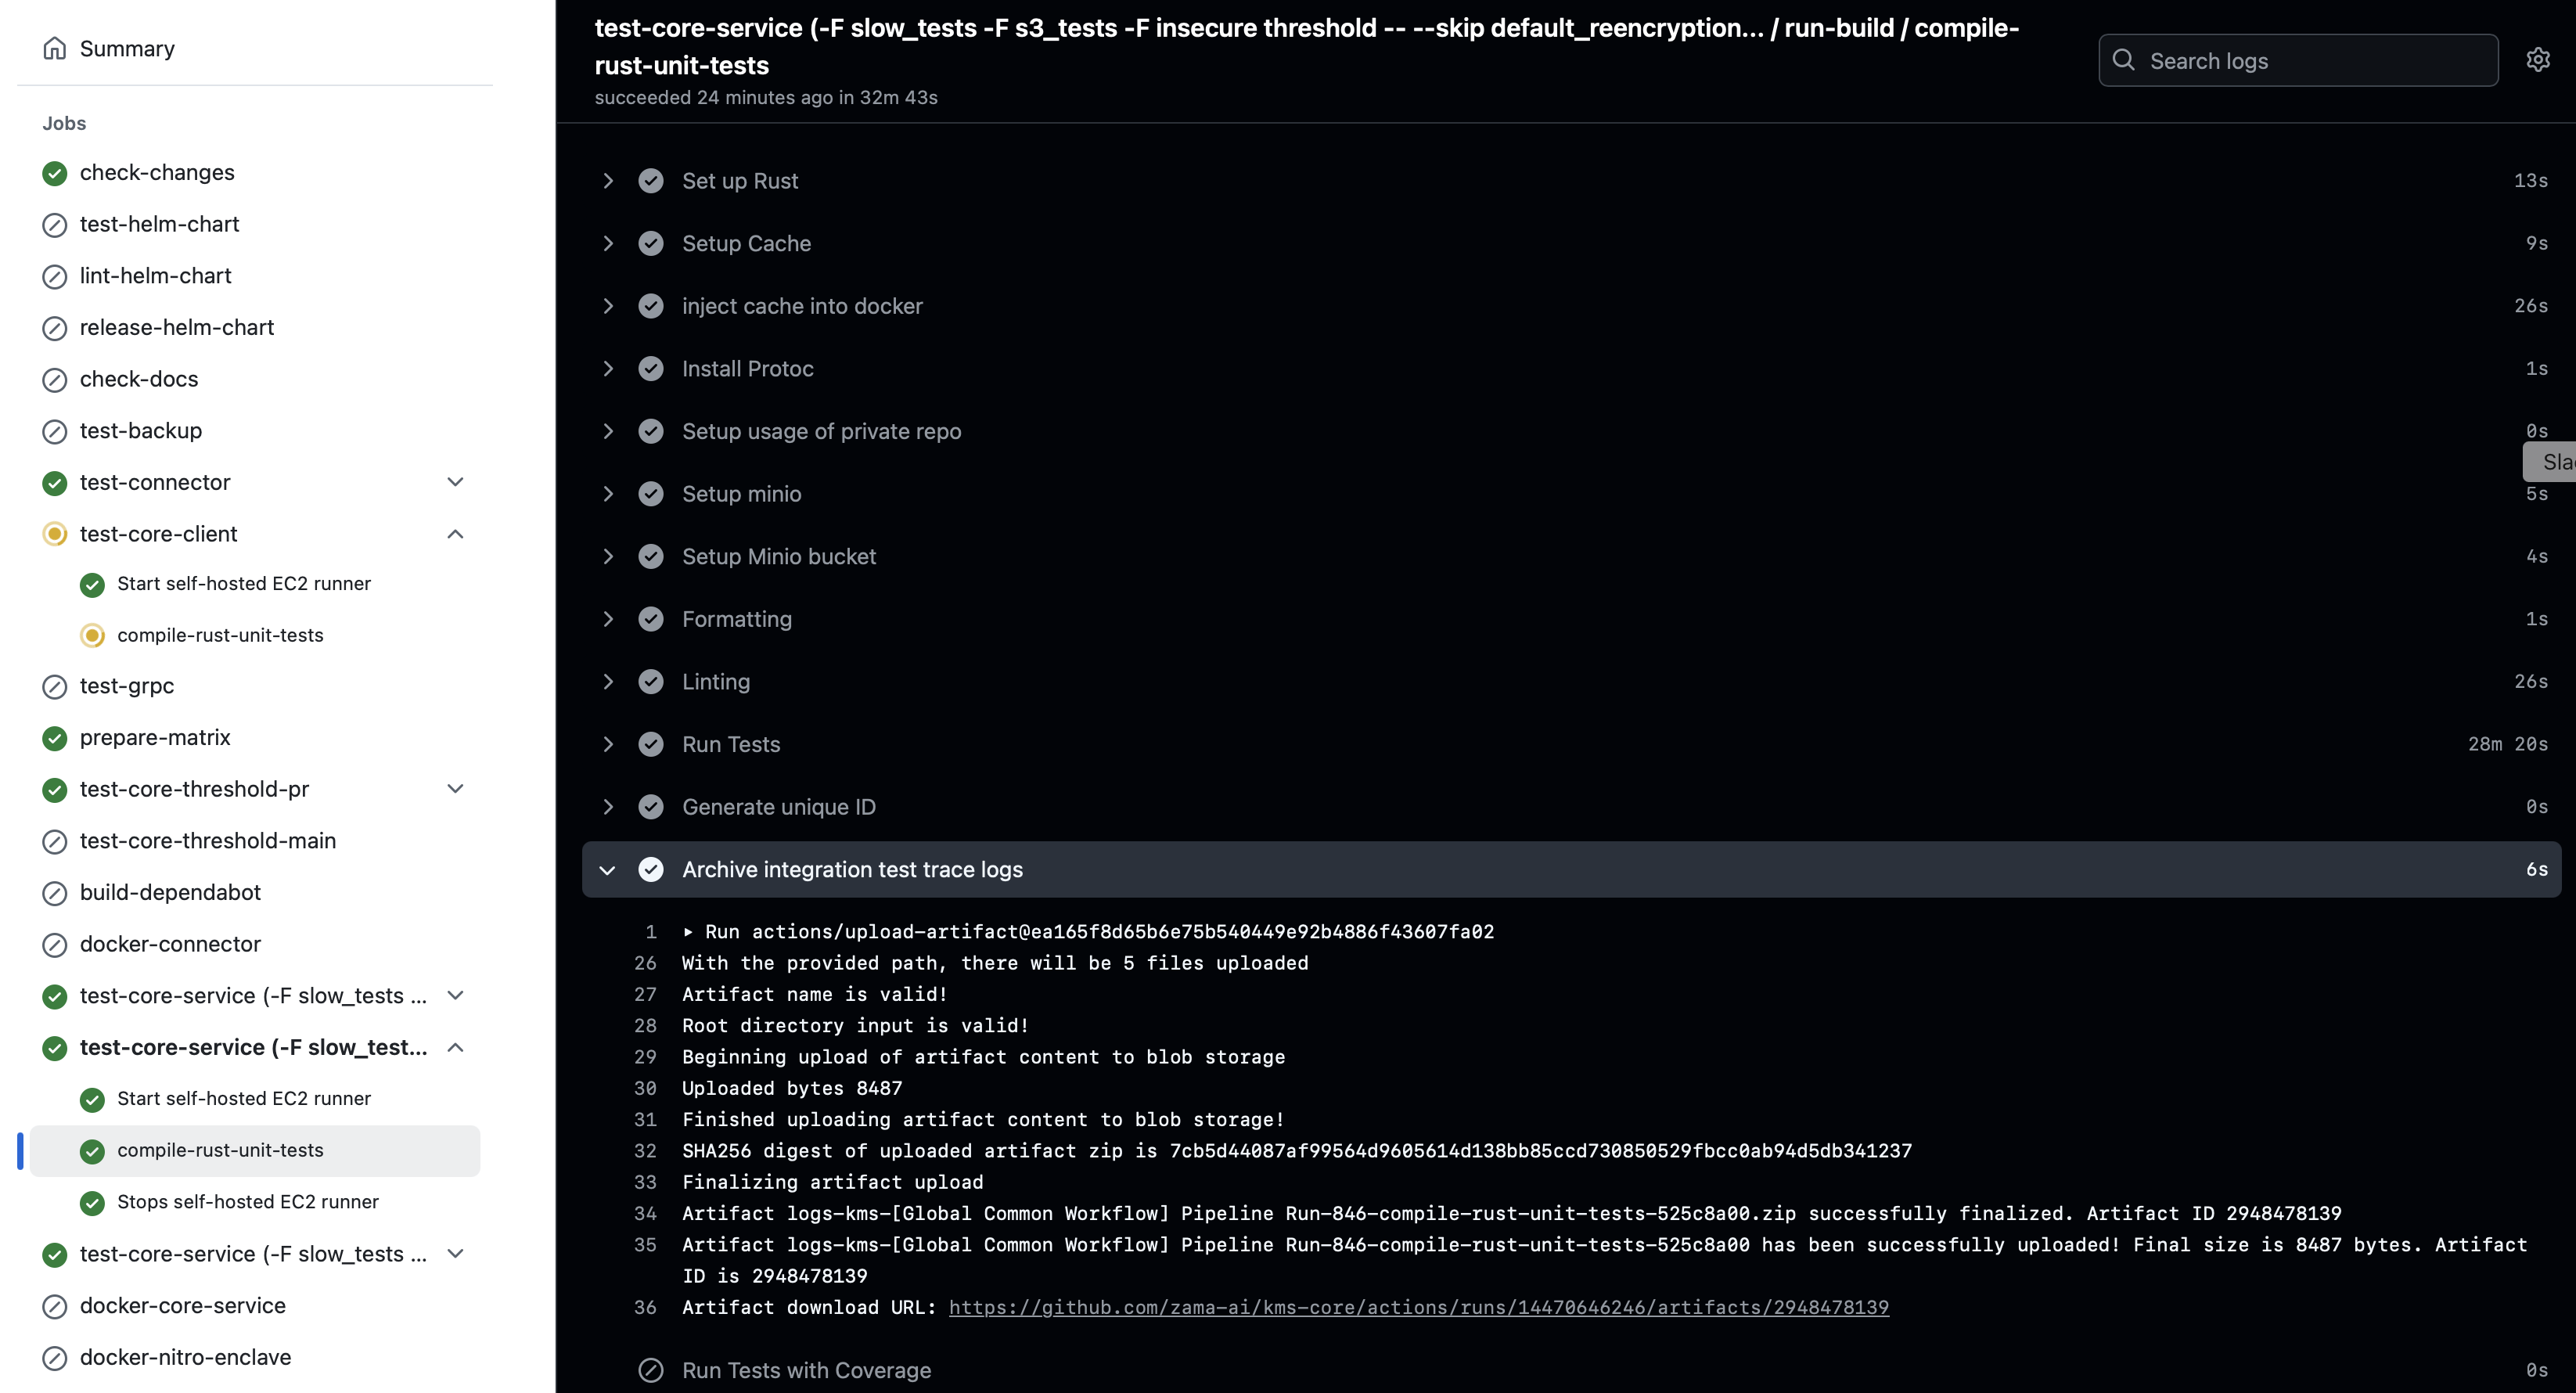 Summary
Jobs
check-changes
test-helm-chart
lint-helm-chart
release-helm-chart
check-docs
test-backup
test-connector
test-core-client
Start self-hosted EC2 runner
compile-rust-unit-tests
test-grpc
prepare-matrix
test-core-threshold-pr
test-core-threshold-main
build-dependabot
docker-connector
test-core-service (-F slow_tests ...
test-core-service (-F slow_test...
Start self-hosted EC2 runner
compile-rust-unit-tests
Stops self-hosted EC2 runner
test-core-service (-F slow_tests ...
docker-core-service
docker-nitro-enclave
test-core-service (-F slow_tests -F s3_tests -F insecure threshold -- --skip default_reencryption... / run-build / compile-
rust-unit-tests
succeeded 24 minutes ago in 32m 43s
Search logs
Set up Rust 13s
Setup Cache 9s
inject cache into docker 26s
Install Protoc 1s
Setup usage of private repo 0s
Sla
Setup minio 5s
Setup Minio bucket 4s
Formatting 1s
Linting 26s
Run Tests 28m 20s
Generate unique ID 0s
Archive integration test trace logs 6s
1 ▸ Run actions/upload-artifact@ea165f8d65b6e75b540449e92b4886f43607fa02
26 With the provided path, there will be 5 files uploaded
27 Artifact name is valid!
28 Root directory input is valid!
29 Beginning upload of artifact content to blob storage
30 Uploaded bytes 8487
31 Finished uploading artifact content to blob storage!
32 SHA256 digest of uploaded artifact zip is 7cb5d44087af99564d9605614d138bb85ccd730850529fbcc0ab94d5db341237
33 Finalizing artifact upload
34 Artifact logs-kms-[Global Common Workflow] Pipeline Run-846-compile-rust-unit-tests-525c8a00.zip successfully finalized. Artifact ID 2948478139
35 Artifact logs-kms-[Global Common Workflow] Pipeline Run-846-compile-rust-unit-tests-525c8a00 has been successfully uploaded! Final size is 8487 bytes. Artifact
ID is 2948478139
36 Artifact download URL: https://github.com/zama-ai/kms-core/actions/runs/14470646246/artifacts/2948478139
Run Tests with Coverage 0s